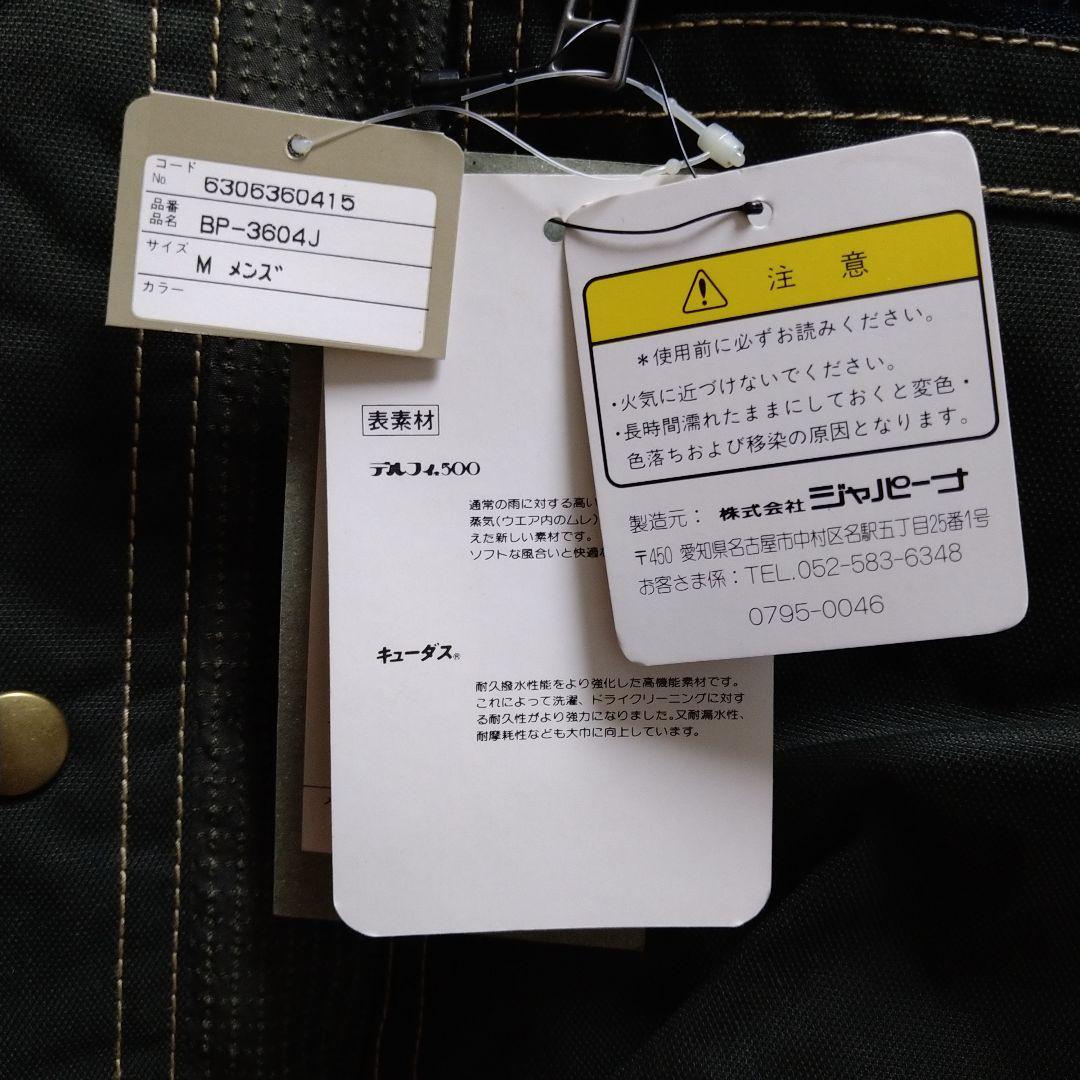 コード No. 6306360415
品番 品名 BP-3604J
サイズ M メンズ
カラー
表素材
デルフィ.500
通常の雨に対する高い
蒸気(ウエア内のムレ)
えた新しい素材です。
ソフトな風合いと快適
キューダス®
耐久撥水性能をより強化した高機能素材です。
これによって洗濯、ドライクリーニングに対す
る耐久性がより強力になりました。又耐漏水性、
耐摩耗性なども大巾に向上しています。
注 意
＊使用前に必ずお読みください。
・火気に近づけないでください。
・長時間濡れたままにしておくと変色・
色落ちおよび移染の原因となります。
製造元：株式会社 ジャパーナ
〒450 愛知県名古屋市中村区名駅五丁目25番1号
お客さま係：TEL.052-583-6348
0795-0046